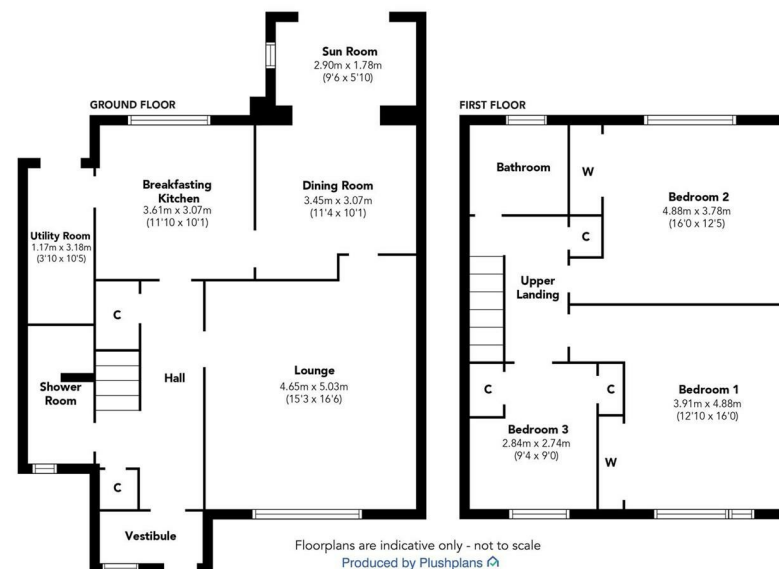 GROUND FLOOR
Sun Room
2.90m x 1.78m
(9'6 x 5'10)
Breakfasting
Kitchen
3.61m x 3.07m
(11'10 x 10'1)
Dining Room
3.45m x 3.07m
(11'4 x 10'1)
Utility Room
1.17m x 3.18m
(3'10 x 10'5)
C
Hall
Lounge
4.65m x 5.03m
(15'3 x 16'6)
Shower
Room
C
Vestibule
FIRST FLOOR
Bathroom
W
Bedroom 2
4.88m x 3.78m
(16'0 x 12'5)
C
Upper
Landing
C
C
Bedroom 1
3.91m x 4.88m
(12'10 x 16'0)
Bedroom 3
2.84m x 2.74m
(9'4 x 9'0)
W
Floorplans are indicative only - not to scale
Produced by Plushplans